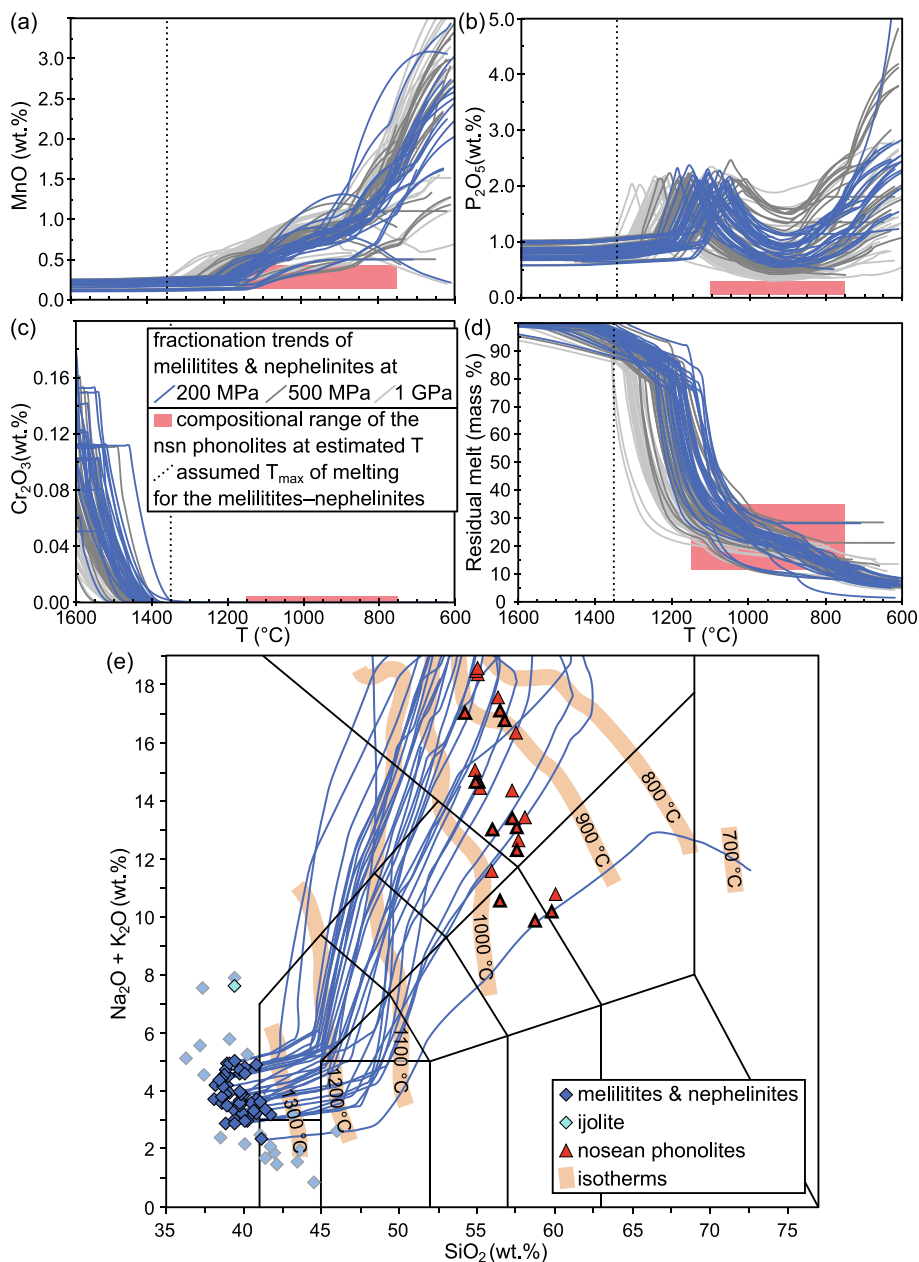 (a)
MnO (wt.%)
3.0
2.5
2.0
1.5
1.0
0.5
0.0
(b)
P2O5(wt.%)
5.0
4.0
3.0
2.0
1.0
0.0
(c)
Cr2O3(wt.%)
0.16
0.12
0.08
0.04
0.00
1600 1400 1200 1000 800 600
T (°C)
fractionation trends of
melilitites & nephelinites at
200 MPa 500 MPa 1 GPa
compositional range of the
nsn phonolites at estimated T
assumed Tmax of melting
for the melilitites–nephelinites
(d)
Residual melt (mass %)
90
80
70
60
50
40
30
20
10
0
1600 1400 1200 1000 800 600
T (°C)
(e)
Na2O + K2O (wt.%)
18
16
14
12
10
8
6
4
2
0
1300 °C
1200 °C
1100 °C
1000 °C
900 °C
800 °C
700 °C
melilitites & nephelinites
ijolite
nosean phonolites
isotherms
35 40 45 50 55 60 65 70 75
SiO2 (wt.%)